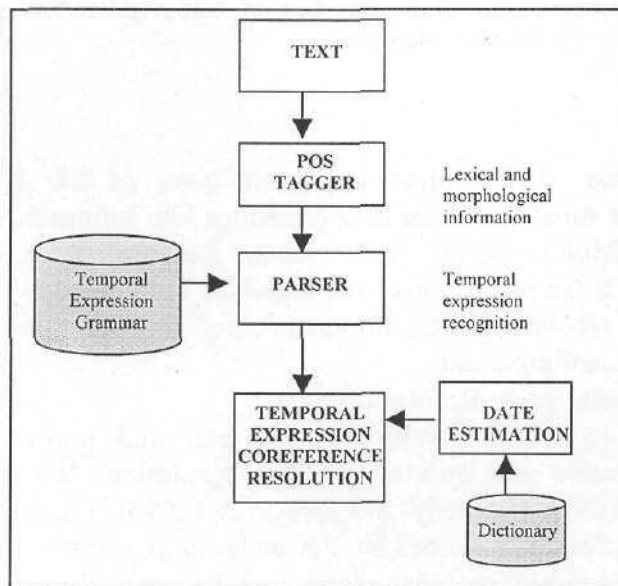 TEXT
POS
TAGGER
Lexical and
morphological
information
Temporal
Expression
Grammar
PARSER
Temporal
expression
recognition
TEMPORAL
EXPRESSION
COREFERENCE
RESOLUTION
DATE
ESTIMATION
Dictionary